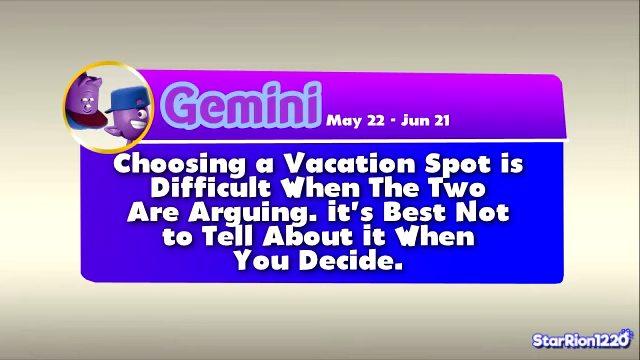 Gemini May 22 - Jun 21
Choosing a Vacation Spot is
Difficult When The Two
Are Arguing. it's Best Not
to Tell About it When
You Decide.
StarRion1220